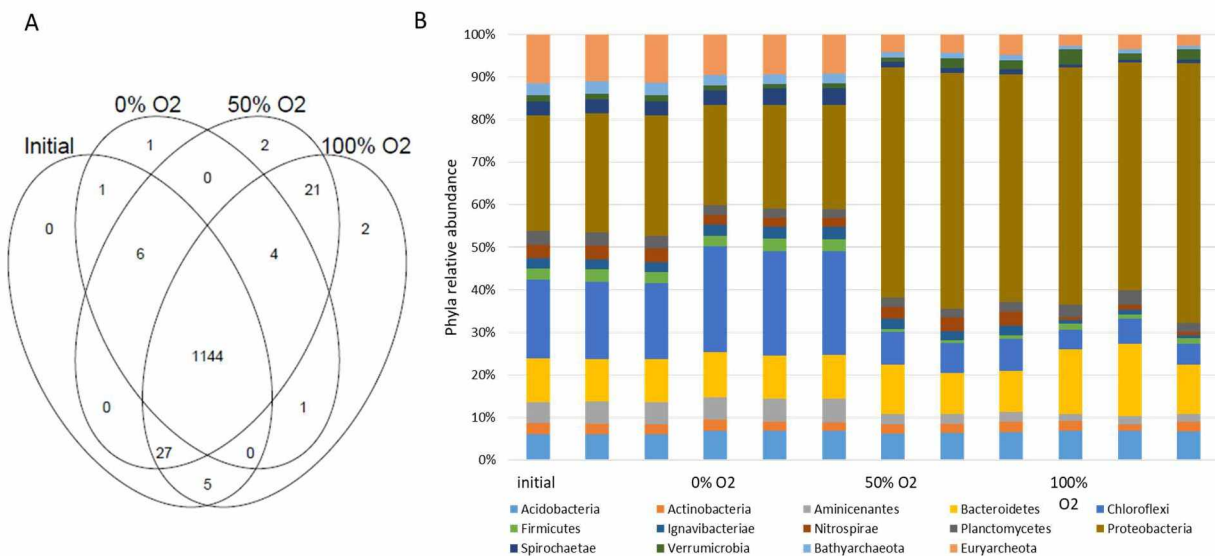 A
B
0% O2
50% O2
Initial
100% O2
1
2
1
0
21
0
2
6
4
1144
0
1
27
0
5
Phyla relative abundance
100%
90%
80%
70%
60%
50%
40%
30%
20%
10%
0%
initial
0% O2
50% O2
100%
O2
Acidobacteria
Actinobacteria
Aminicenantes
Bacteroidetes
Chloroflexi
Firmicutes
Ignavibacteriae
Nitrospirae
Planctomycetes
Proteobacteria
Spirochaetae
Verrumicrobia
Bathyarchaeota
Euryarcheota